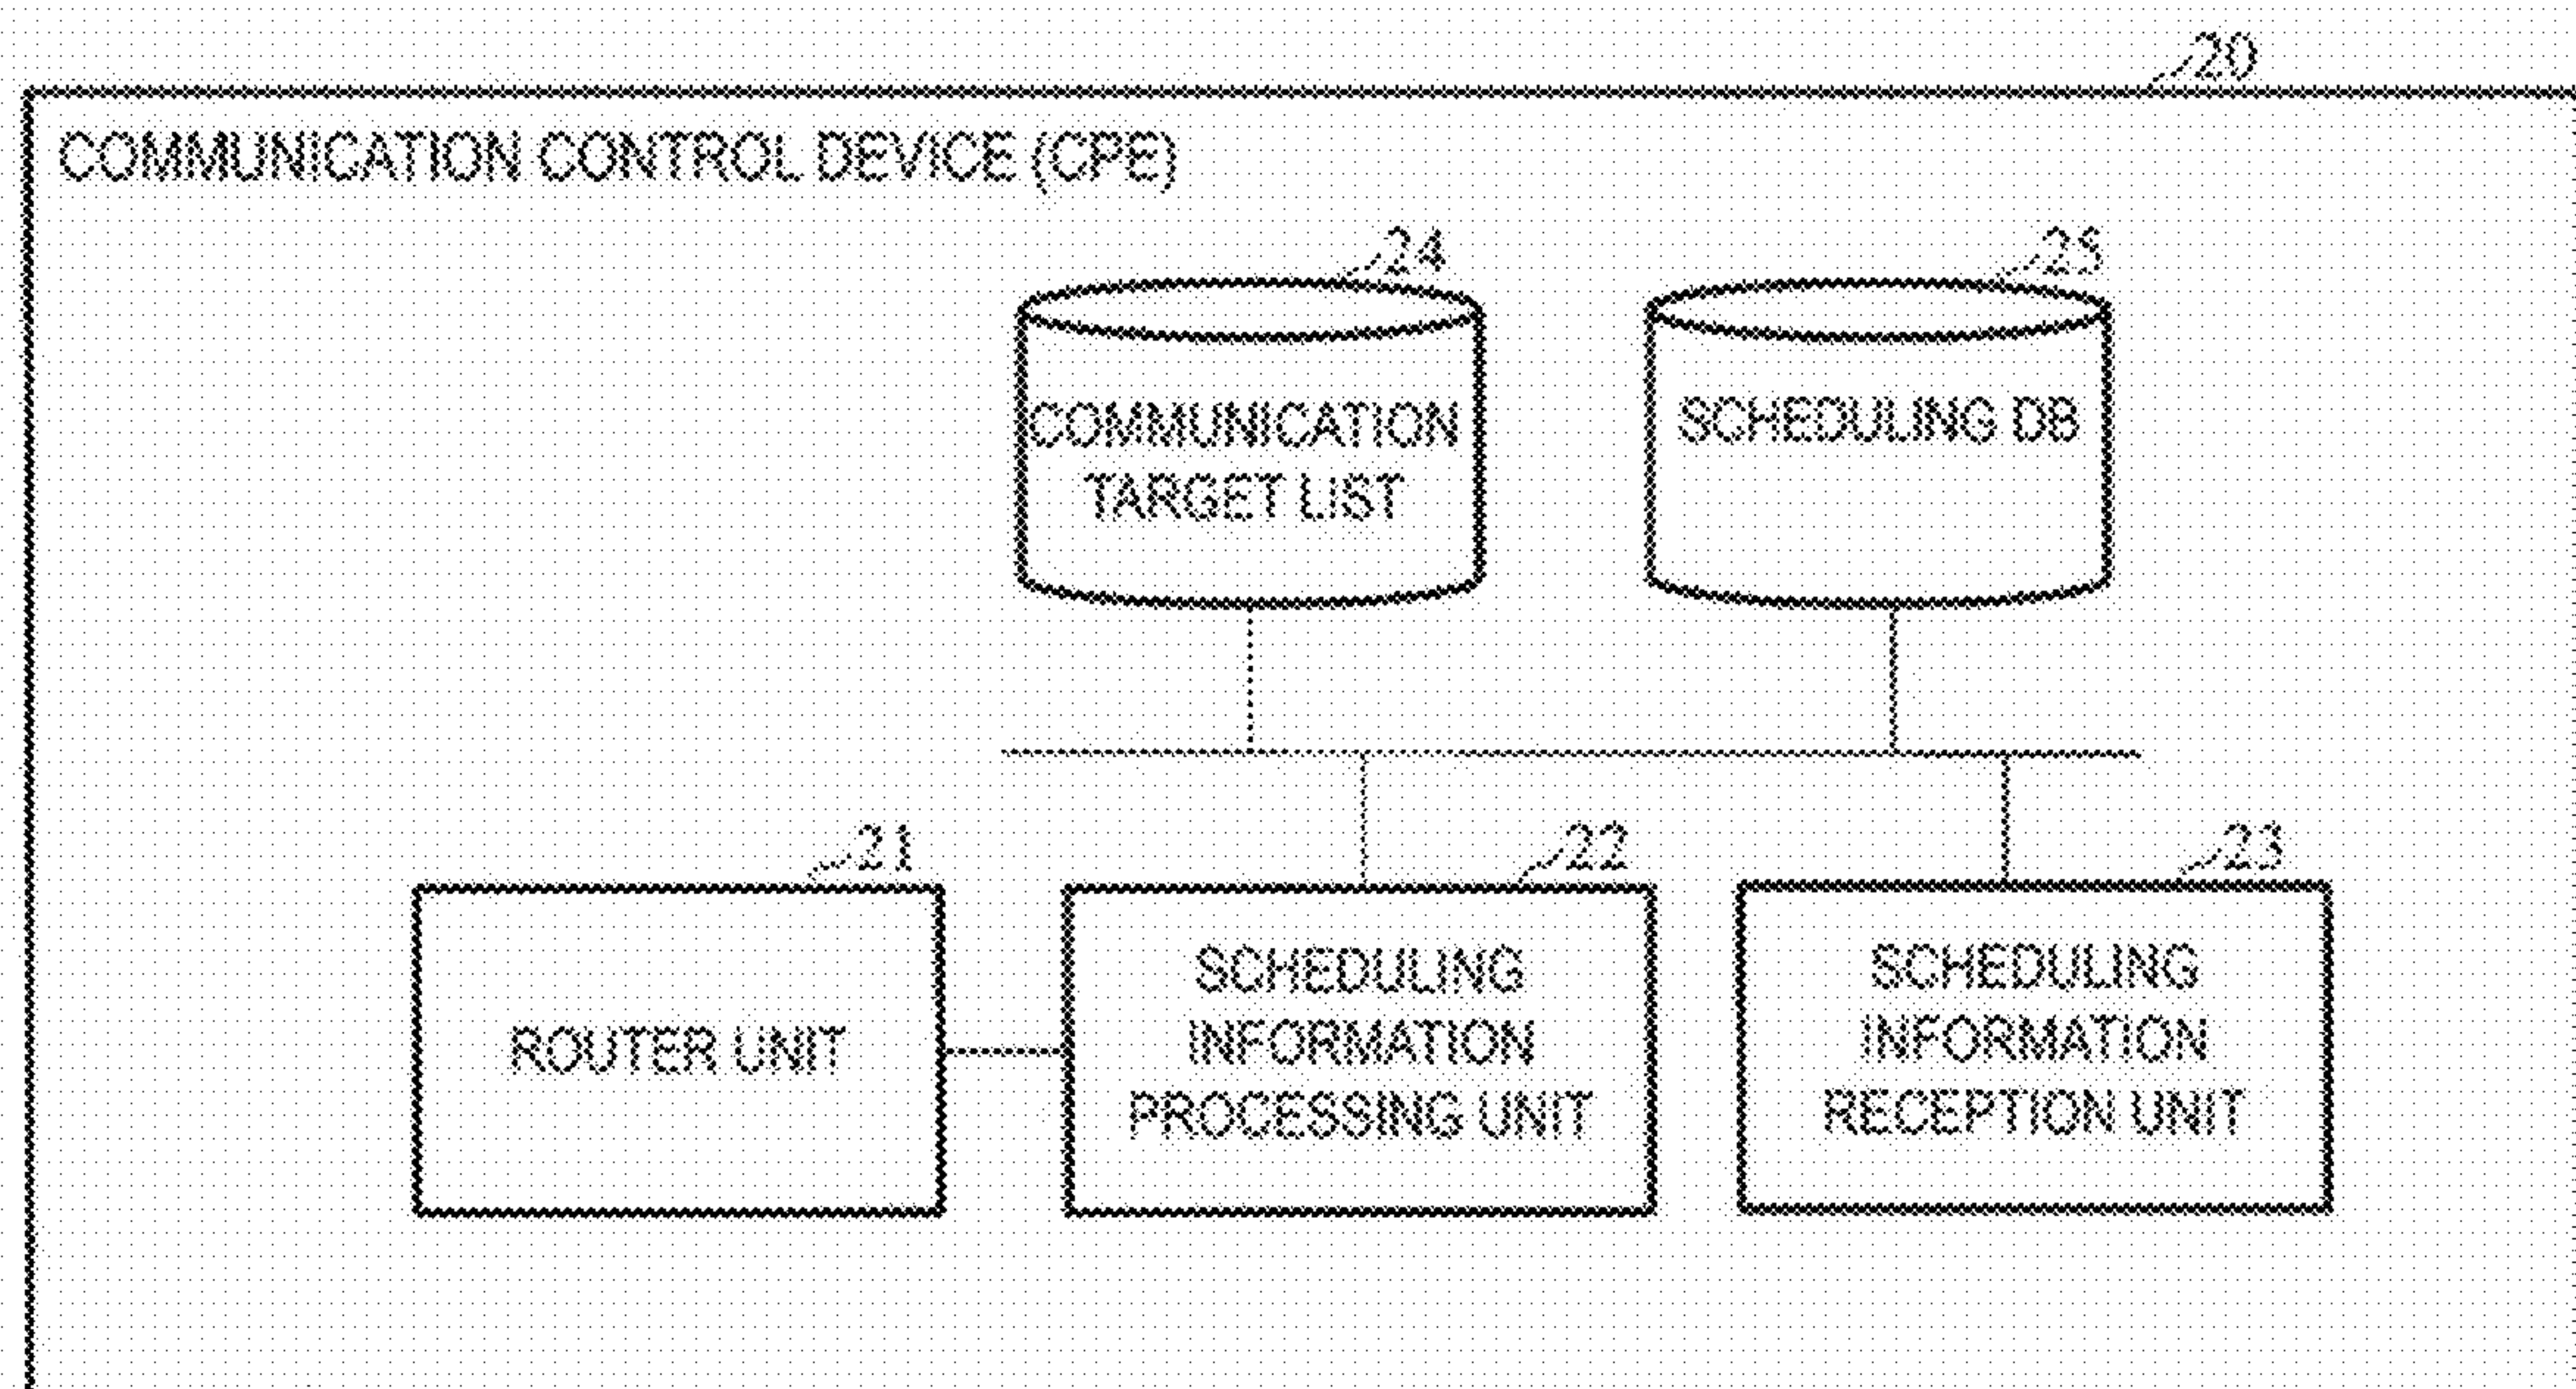 20
COMMUNICATION CONTROL DEVICE (CPE)
24
25
COMMUNICATION
TARGET LIST
SCHEDULING DB
21
22
23
ROUTER UNIT
SCHEDULING
INFORMATION
PROCESSING UNIT
SCHEDULING
INFORMATION
RECEPTION UNIT